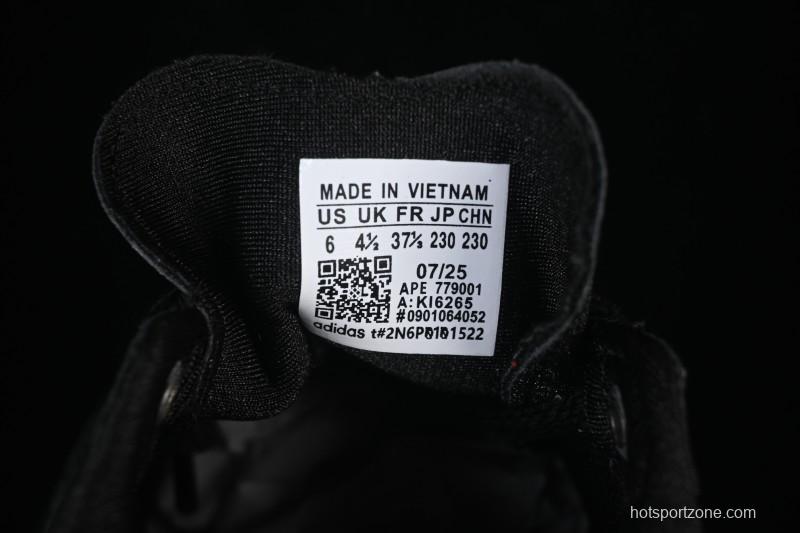 MADE IN VIETNAM
US UK FR JP CHN
6 4½ 37⅓ 230 230
07/25
APE 779001
A: KI6265
#0901064052
adidas
hotsportzone.com